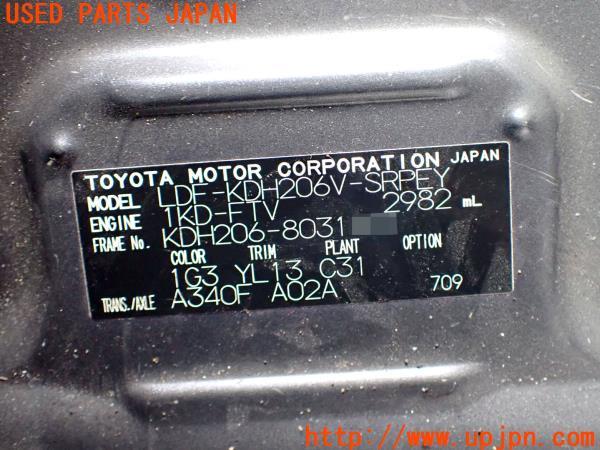 USED PARTS JAPAN
TOYOTA MOTOR CORPORATION JAPAN
MODEL LDF-KDH206V-SRPEY
ENGINE 1KD-FTV 2982 mL
FRAME No. KDH206-8031
COLOR TRIM PLANT OPTION
1G3 YL13 C31
TRANS./AXLE A340F A02A 709
UPJ http://www.upjpn.com